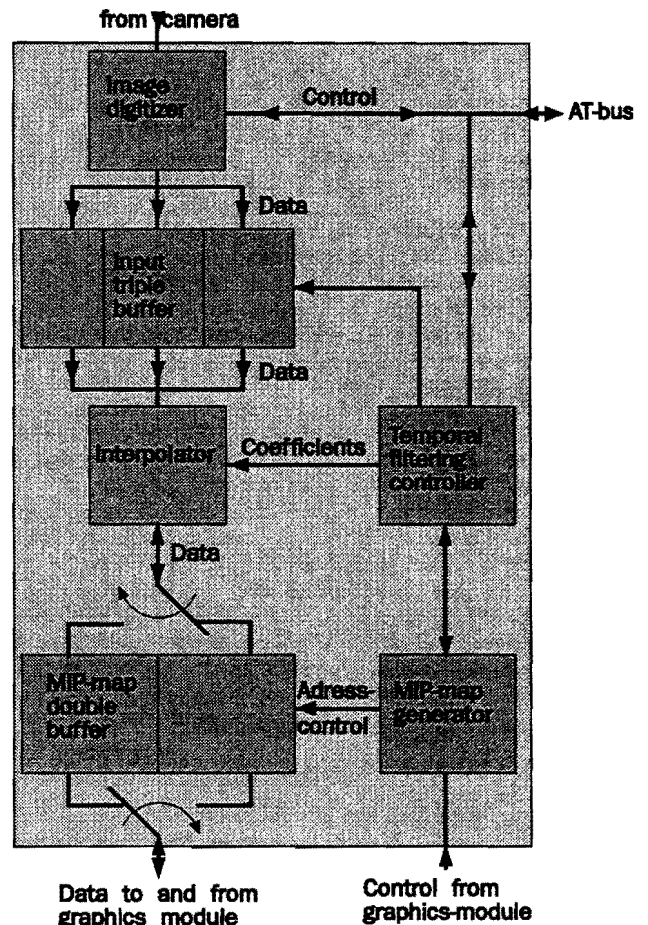 from camera
Image
digitizer
Control
AT-bus
Data
Input
triple
buffer
Data
Interpolator
Coefficients
Temporal
filtering
controller
Data
MIP-map
double
buffer
Adress-
control
MIP-map
generator
Data to and from
graphics module
Control from
graphics-module